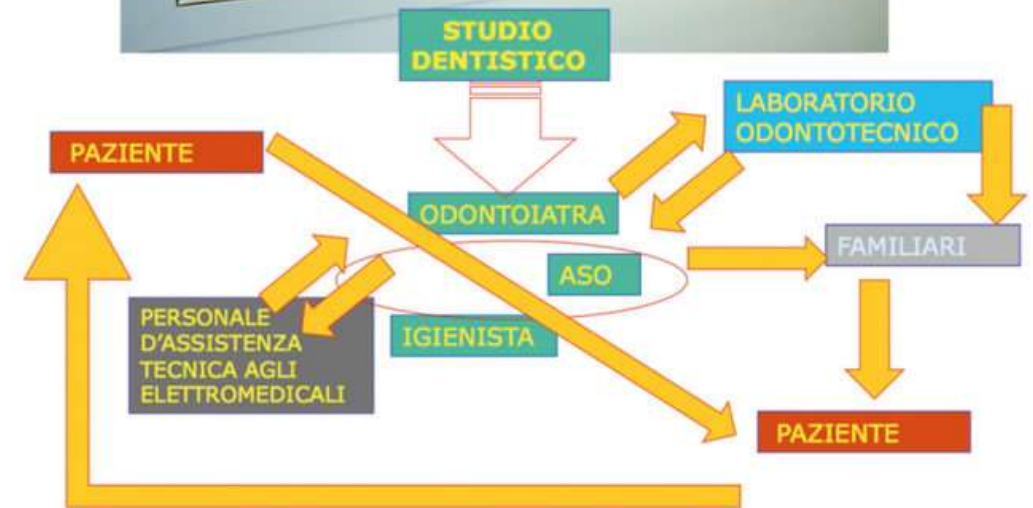 STUDIO
DENTISTICO
LABORATORIO
ODONTOTECNICO
PAZIENTE
ODONTOIATRA
FAMILIARI
ASO
PERSONALE
D'ASSISTENZA
TECNICA AGLI
ELETTROMEDICALI
IGIENISTA
PAZIENTE